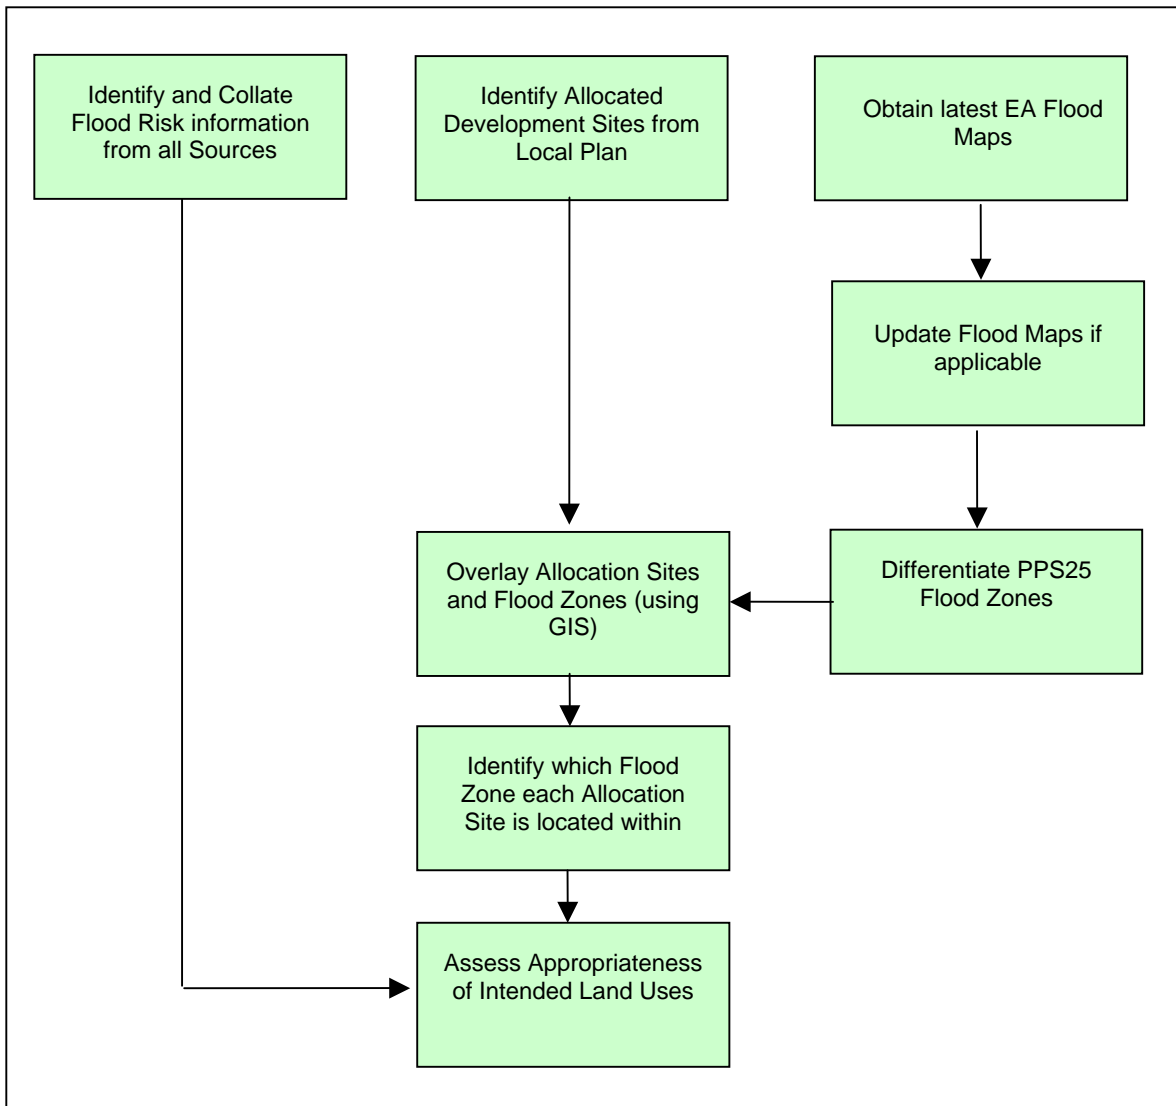 Identify and Collate
Flood Risk information
from all Sources
Identify Allocated
Development Sites from
Local Plan
Obtain latest EA Flood
Maps
Update Flood Maps if
applicable
Differentiate PPS25
Flood Zones
Overlay Allocation Sites
and Flood Zones (using
GIS)
Identify which Flood
Zone each Allocation
Site is located within
Assess Appropriateness
of Intended Land Uses